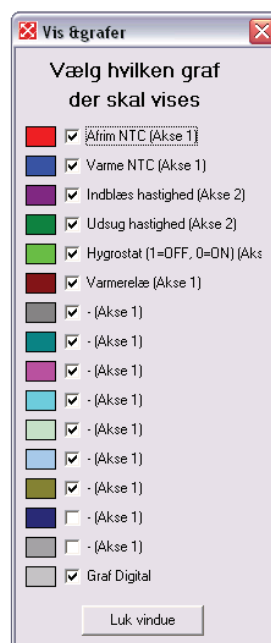 Vis &grafer
Vælg hvilken graf
der skal vises
Afrim NTC (Akse 1)
Varme NTC (Akse 1)
Indblæs hastighed (Akse 2)
Udsug hastighed (Akse 2)
Hygrostat (1=OFF, 0=ON) (Aks
Varmerelæ (Akse 1)
- (Akse 1)
- (Akse 1)
- (Akse 1)
- (Akse 1)
- (Akse 1)
- (Akse 1)
- (Akse 1)
- (Akse 1)
- (Akse 1)
Graf Digital
Luk vindue